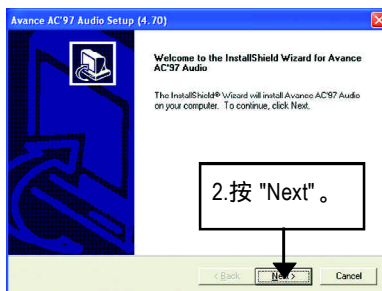 Avance AC'97 Audio Setup (4.70)
Welcome to the InstallShield Wizard for Avance
AC'97 Audio
The InstallShield® Wizard will install Avance AC'97 Audio
on your computer. To continue, click Next.
2.按 "Next"。
< Back
Next >
Cancel